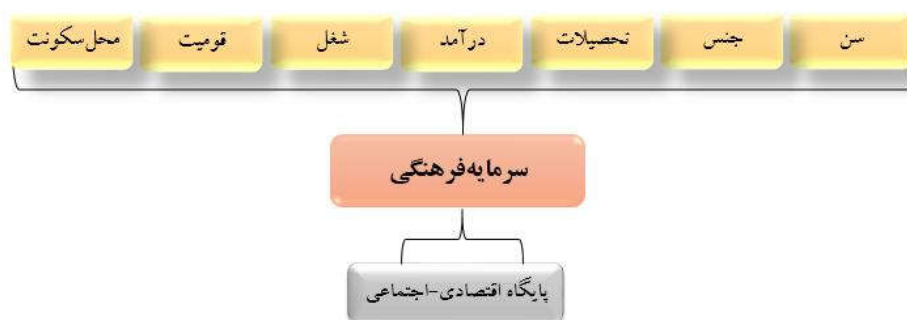 سن
جنس
تحصیلات
درآمد
شغل
قومیت
محل‌سکونت
سرمایه‌فرهنگی
پایگاه اقتصادی-اجتماعی